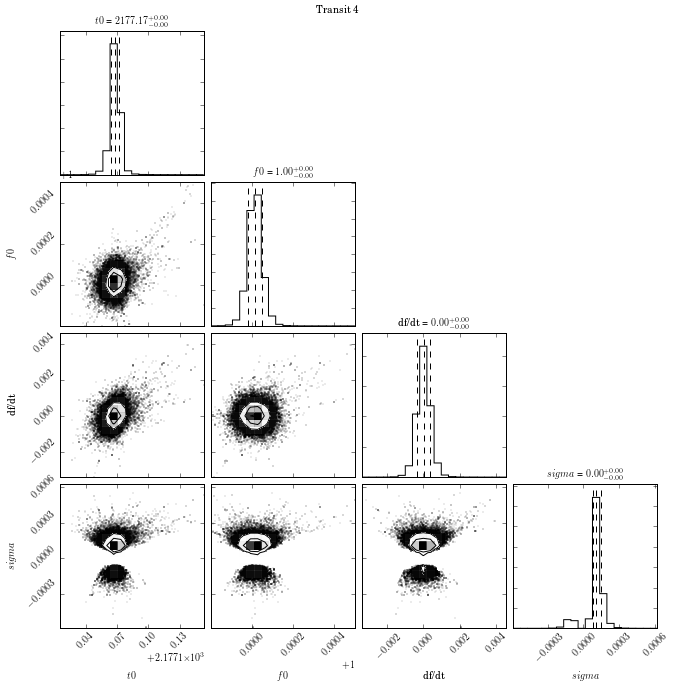 Transit 4
t0 = 2177.17+0.00−0.00
f0 = 1.00+0.00−0.00
f0
0.0004
0.0002
0.0000
df/dt = 0.00+0.00−0.00
df/dt
0.004
0.002
0.000
−0.002
sigma = 0.00+0.00−0.00
sigma
0.0006
0.0003
0.0000
−0.0003
0.01 0.07 0.10 0.13
+2.1771×10³
t0
0.0000 0.0002 0.0004
+1
f0
−0.002 0.000 0.002 0.004
df/dt
−0.0003 0.0000 0.0003 0.0006
sigma